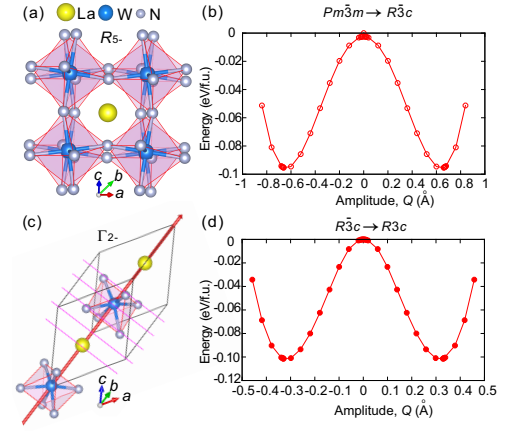 (a) La W N
R5-
c b a
(b) Pm3̄m → R3̄c
Energy (eV/f.u.)
-0
-0.02
-0.04
-0.06
-0.08
-0.1
-1 -0.8 -0.6 -0.4 -0.2 0 0.2 0.4 0.6 0.8 1
Amplitude, Q (Å)
(c) Γ2-
c b a
(d) R3̄c → R3c
Energy (eV/f.u.)
0
-0.02
-0.04
-0.06
-0.08
-0.10
-0.12
-0.5 -0.4 -0.3 -0.2 -0.1 0 0.1 0.2 0.3 0.4 0.5
Amplitude, Q (Å)